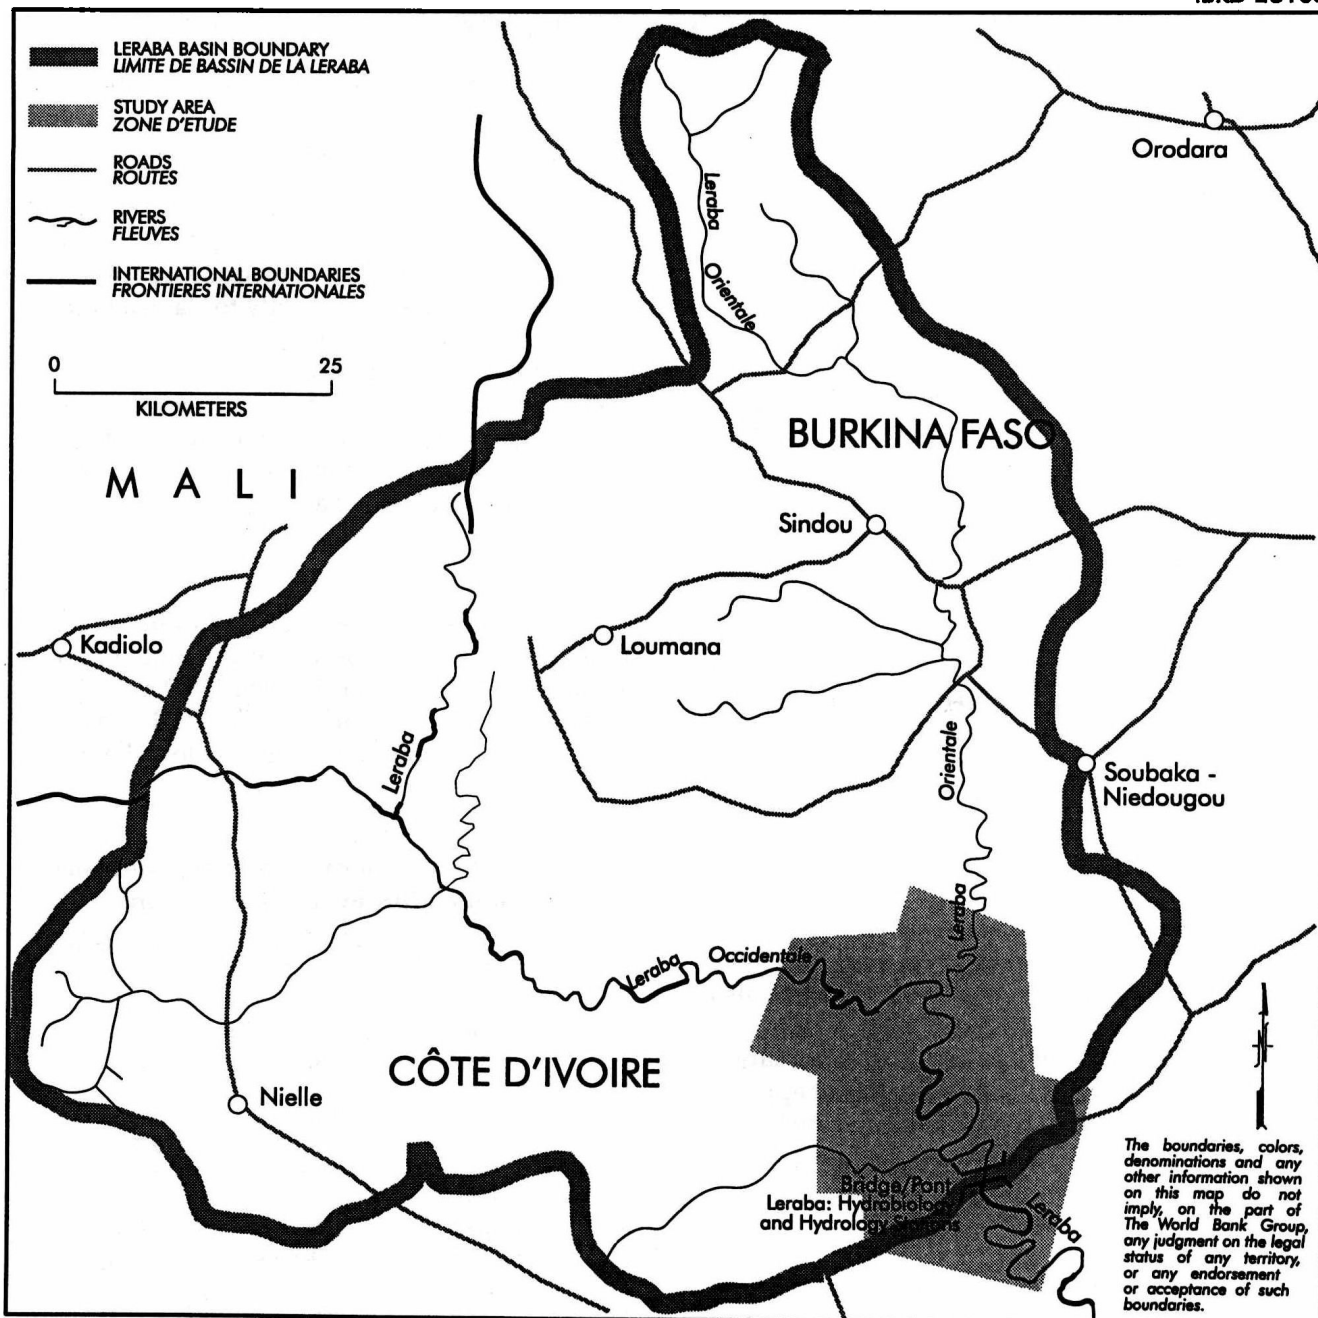 LERABA BASIN BOUNDARY
LIMITE DE BASSIN DE LA LERABA
STUDY AREA
ZONE D'ETUDE
ROADS
ROUTES
RIVERS
FLEUVES
INTERNATIONAL BOUNDARIES
FRONTIERES INTERNATIONALES
0 25
KILOMETERS
Orodara
Leraba
Orientale
BURKINA FASO
MALI
Sindou
Kadiolo
Loumana
Leraba
Orientale
Soubaka -
Niedougou
Leraba
Leraba
Occidentale
CÔTE D'IVOIRE
Nielle
N
Bridge/Pont
Leraba: Hydrabiology
and Hydrology Stations
Leraba
The boundaries, colors,
denominations and any
other information shown
on this map do not
imply, on the part of
The World Bank Group,
any judgment on the legal
status of any territory,
or any endorsement
or acceptance of such
boundaries.